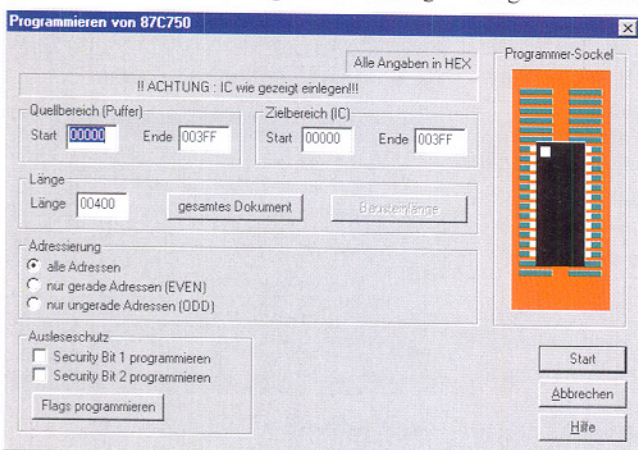 Programmieren von 87C750
Alle Angaben in HEX
!! ACHTUNG : IC wie gezeigt einlegen!!!
Programmer-Sockel
Quellbereich (Puffer)
Start 00000 Ende 003FF
Zielbereich (IC)
Start 00000 Ende 003FF
Länge
Länge 00400 gesamtes Dokument Bausteinlänge
Adressierung
alle Adressen
nur gerade Adressen (EVEN)
nur ungerade Adressen (ODD)
Ausleseschutz
Security Bit 1 programmieren
Security Bit 2 programmieren
Flags programmieren
Start
Abbrechen
Hilfe